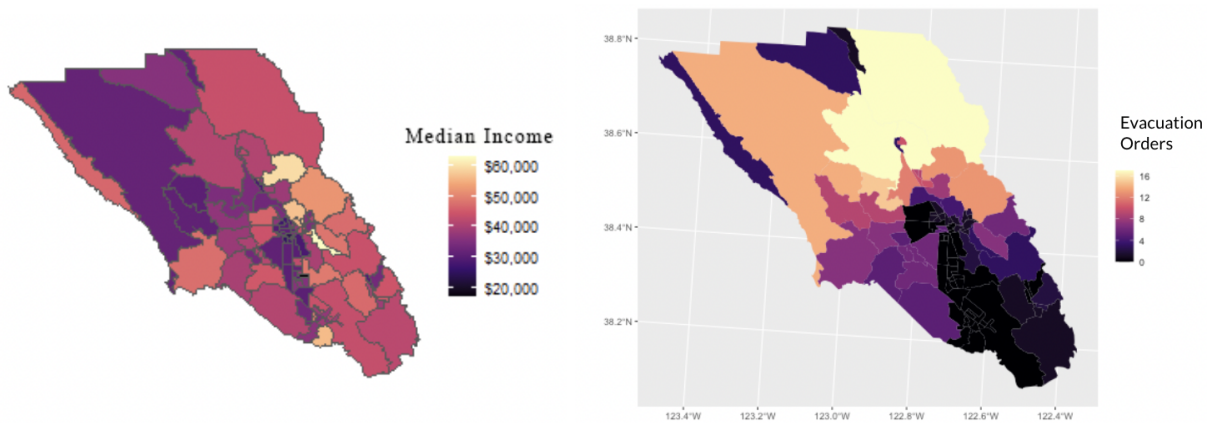 Median Income
$60,000
$50,000
$40,000
$30,000
$20,000
38.8°N
38.6°N
38.4°N
38.2°N
123.4°W
123.2°W
123.0°W
122.8°W
122.6°W
122.4°W
Evacuation
Orders
16
12
8
4
0